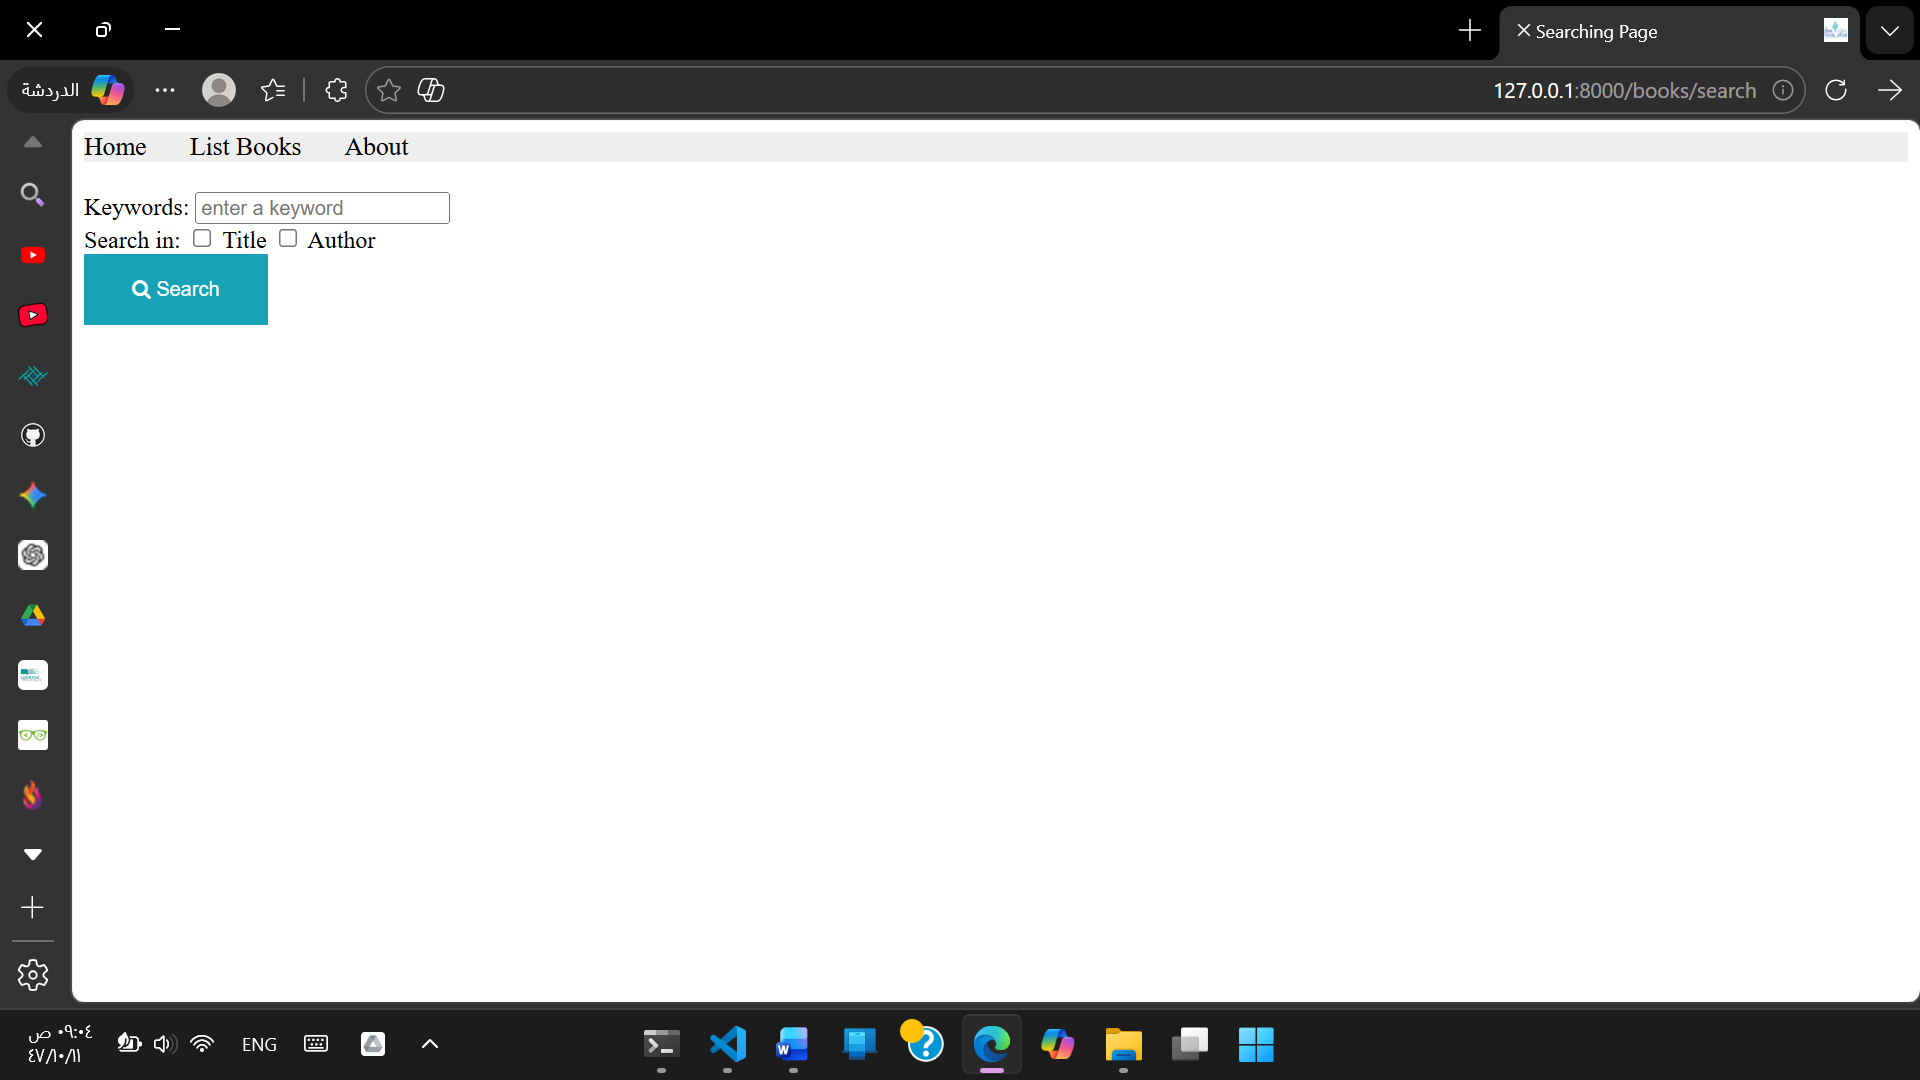 Searching Page
الدردشة
127.0.0.1:8000/books/search
Home List Books About
Keywords: enter a keyword
Search in: Title Author
Search
٠٩:٠٤ ص
ENG
٤٧/١٠/١١